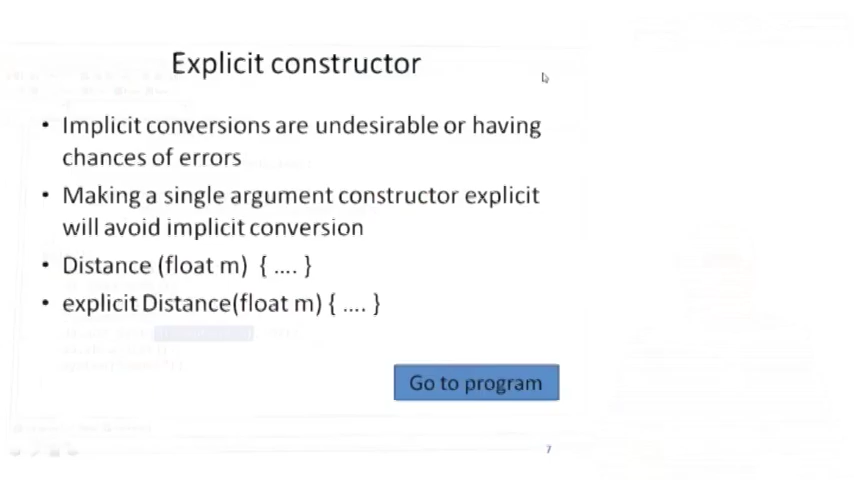 Explicit constructor
• Implicit conversions are undesirable or having
chances of errors
• Making a single argument constructor explicit
will avoid implicit conversion
• Distance (float m) { .... }
• explicit Distance(float m) { .... }
Go to program
7